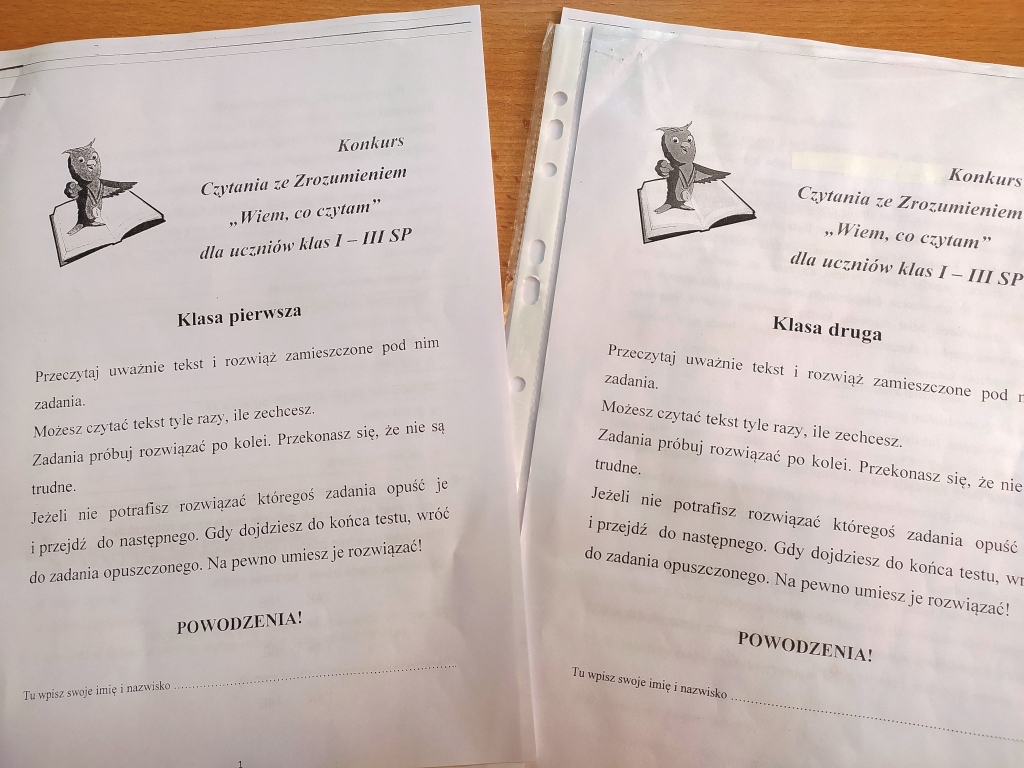 Konkurs
Czytania ze Zrozumieniem
„Wiem, co czytam”
dla uczniów klas I – III SP
Klasa pierwsza
Przeczytaj uważnie tekst i rozwiąż zamieszczone pod nim
zadania.
Możesz czytać tekst tyle razy, ile zechcesz.
Zadania próbuj rozwiązać po kolei. Przekonasz się, że nie są
trudne.
Jeżeli nie potrafisz rozwiązać któregoś zadania opuść je
i przejdź do następnego. Gdy dojdziesz do końca testu, wróć
do zadania opuszczonego. Na pewno umiesz je rozwiązać!
POWODZENIA!
Tu wpisz swoje imię i nazwisko ........................................................
1
Konkurs
Czytania ze Zrozumieniem
„Wiem, co czytam”
dla uczniów klas I – III SP
Klasa druga
Przeczytaj uważnie tekst i rozwiąż zamieszczone pod
zadania.
Możesz czytać tekst tyle razy, ile zechcesz.
Zadania próbuj rozwiązać po kolei. Przekonasz się, że nie
trudne.
Jeżeli nie potrafisz rozwiązać któregoś zadania opuść
i przejdź do następnego. Gdy dojdziesz do końca testu,
do zadania opuszczonego. Na pewno umiesz je rozwiązać!
POWODZENIA!
Tu wpisz swoje imię i nazwisko ........................................................